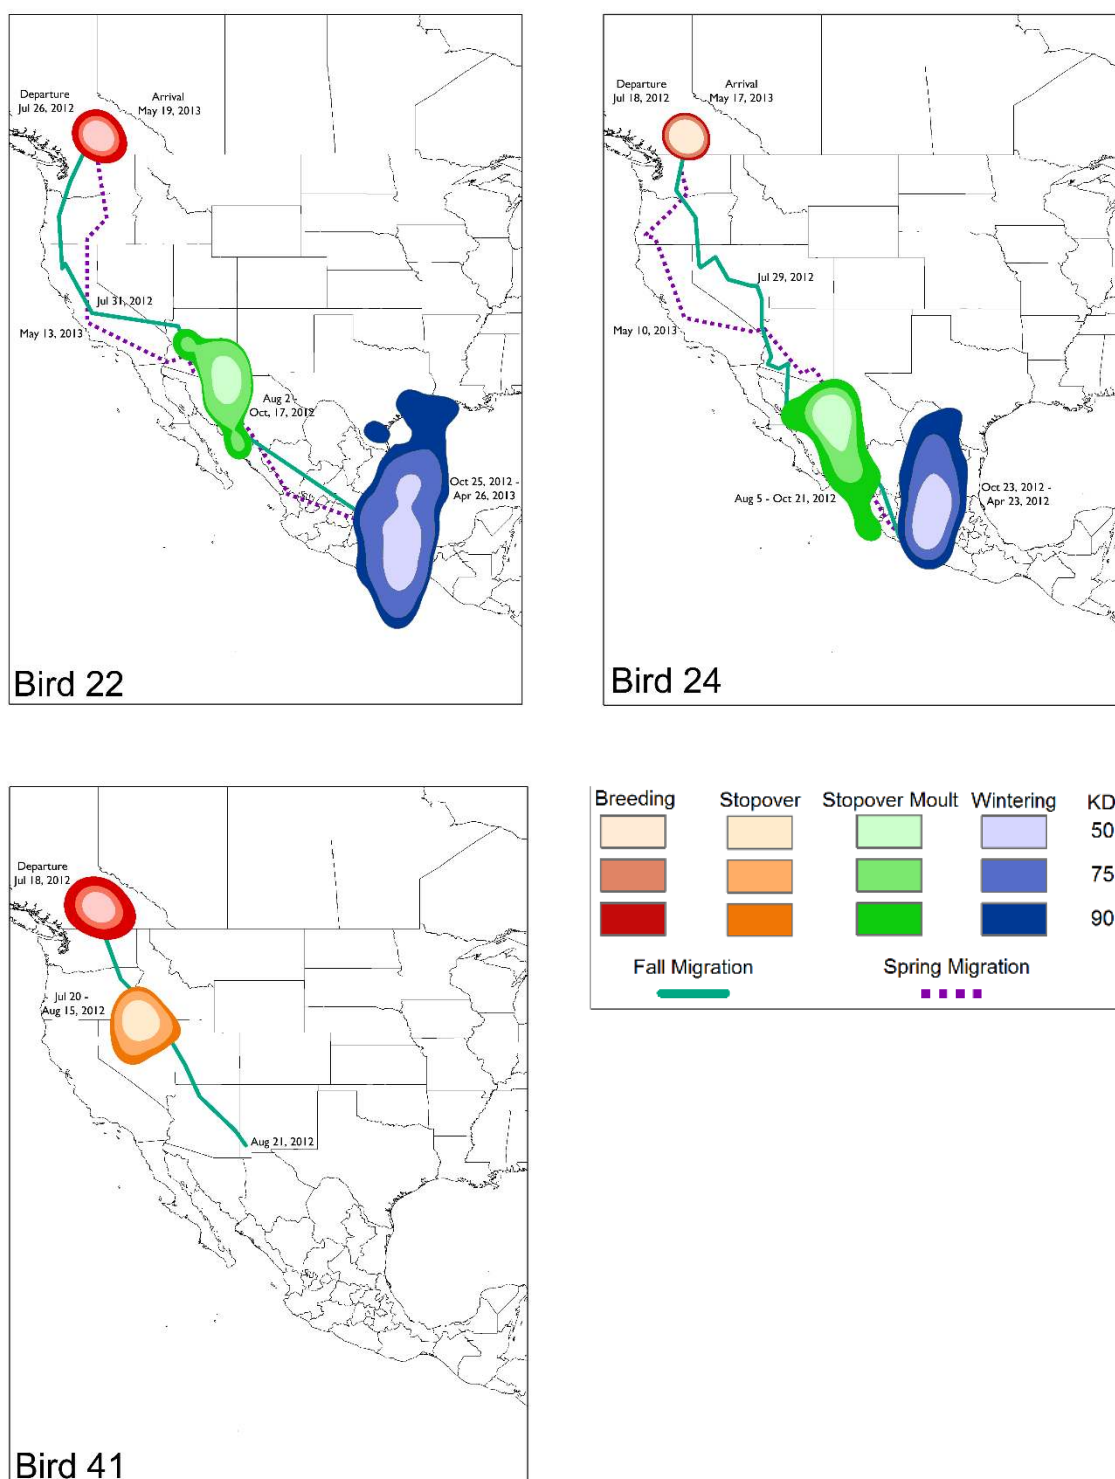 Departure
Jul 26, 2012
Arrival
May 19, 2013
Jul 31, 2012
May 13, 2013
Aug 2 -
Oct, 17, 2012
Oct 25, 2012 -
Apr 26, 2013
Bird 22
Departure
Jul 18, 2012
Arrival
May 17, 2013
Jul 29, 2012
May 10, 2013
Aug 5 - Oct 21, 2012
Oct 23, 2012 -
Apr 23, 2012
Bird 24
Departure
Jul 18, 2012
Jul 20 -
Aug 15, 2012
Aug 21, 2012
Bird 41
Breeding Stopover Stopover Moult Wintering KD
50
75
90
Fall Migration Spring Migration